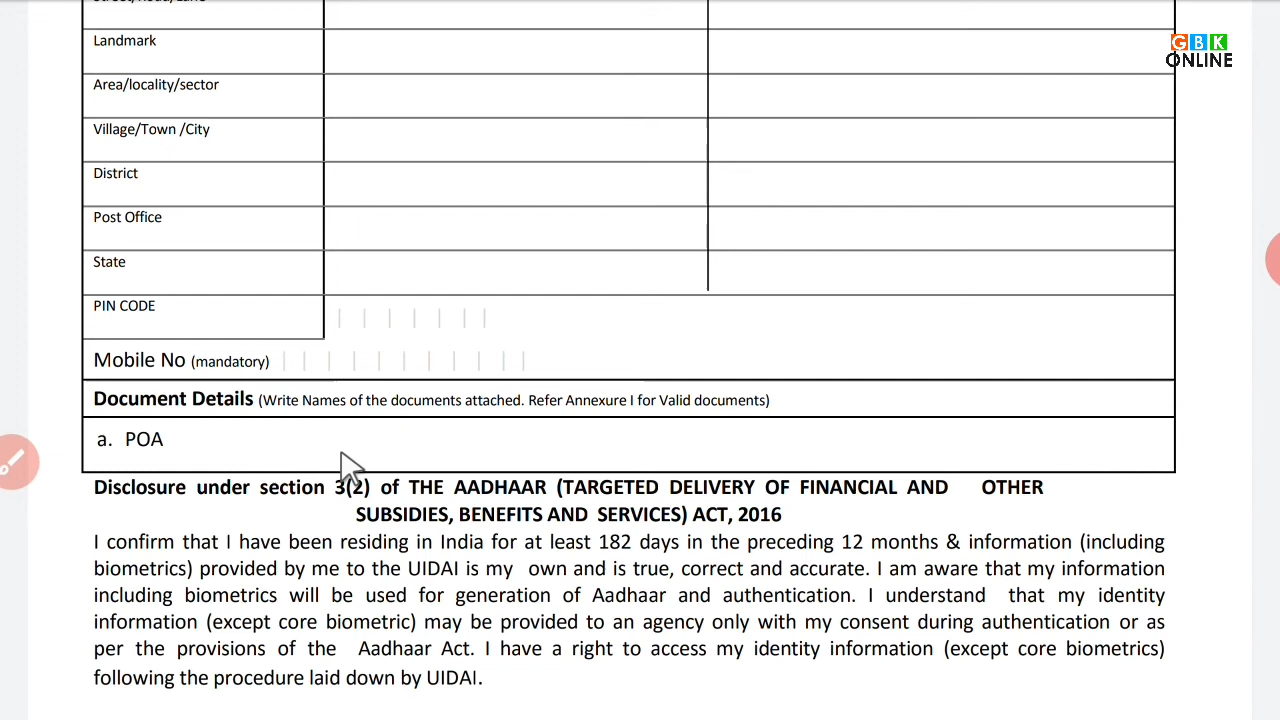 Landmark
Area/locality/sector
Village/Town /City
District
Post Office
State
PIN CODE
Mobile No (mandatory)
Document Details (Write Names of the documents attached. Refer Annexure I for Valid documents)
a. POA
Disclosure under section 3(2) of THE AADHAAR (TARGETED DELIVERY OF FINANCIAL AND OTHER
SUBSIDIES, BENEFITS AND SERVICES) ACT, 2016
I confirm that I have been residing in India for at least 182 days in the preceding 12 months & information (including
biometrics) provided by me to the UIDAI is my own and is true, correct and accurate. I am aware that my information
including biometrics will be used for generation of Aadhaar and authentication. I understand that my identity
information (except core biometric) may be provided to an agency only with my consent during authentication or as
per the provisions of the Aadhaar Act. I have a right to access my identity information (except core biometrics)
following the procedure laid down by UIDAI.
GBK
ONLINE